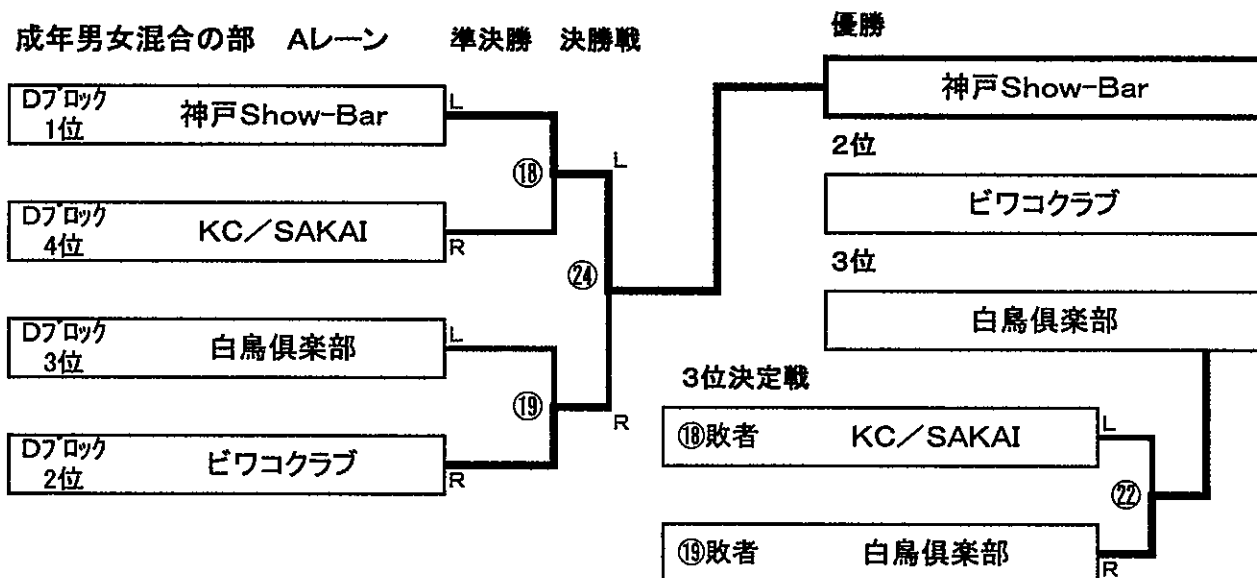 成年男女混合の部 Aレーン 準決勝 決勝戦
優勝
神戸Show-Bar
Dブロック
1位
神戸Show-Bar
L
2位
⑱
L
ビワコクラブ
Dブロック
4位
KC/SAKAI
R
3位
㉔
白鳥倶楽部
Dブロック
3位
白鳥倶楽部
L
3位決定戦
⑲
R
⑱敗者 KC/SAKAI
L
Dブロック
2位
ビワコクラブ
R
㉒
⑲敗者 白鳥倶楽部
R